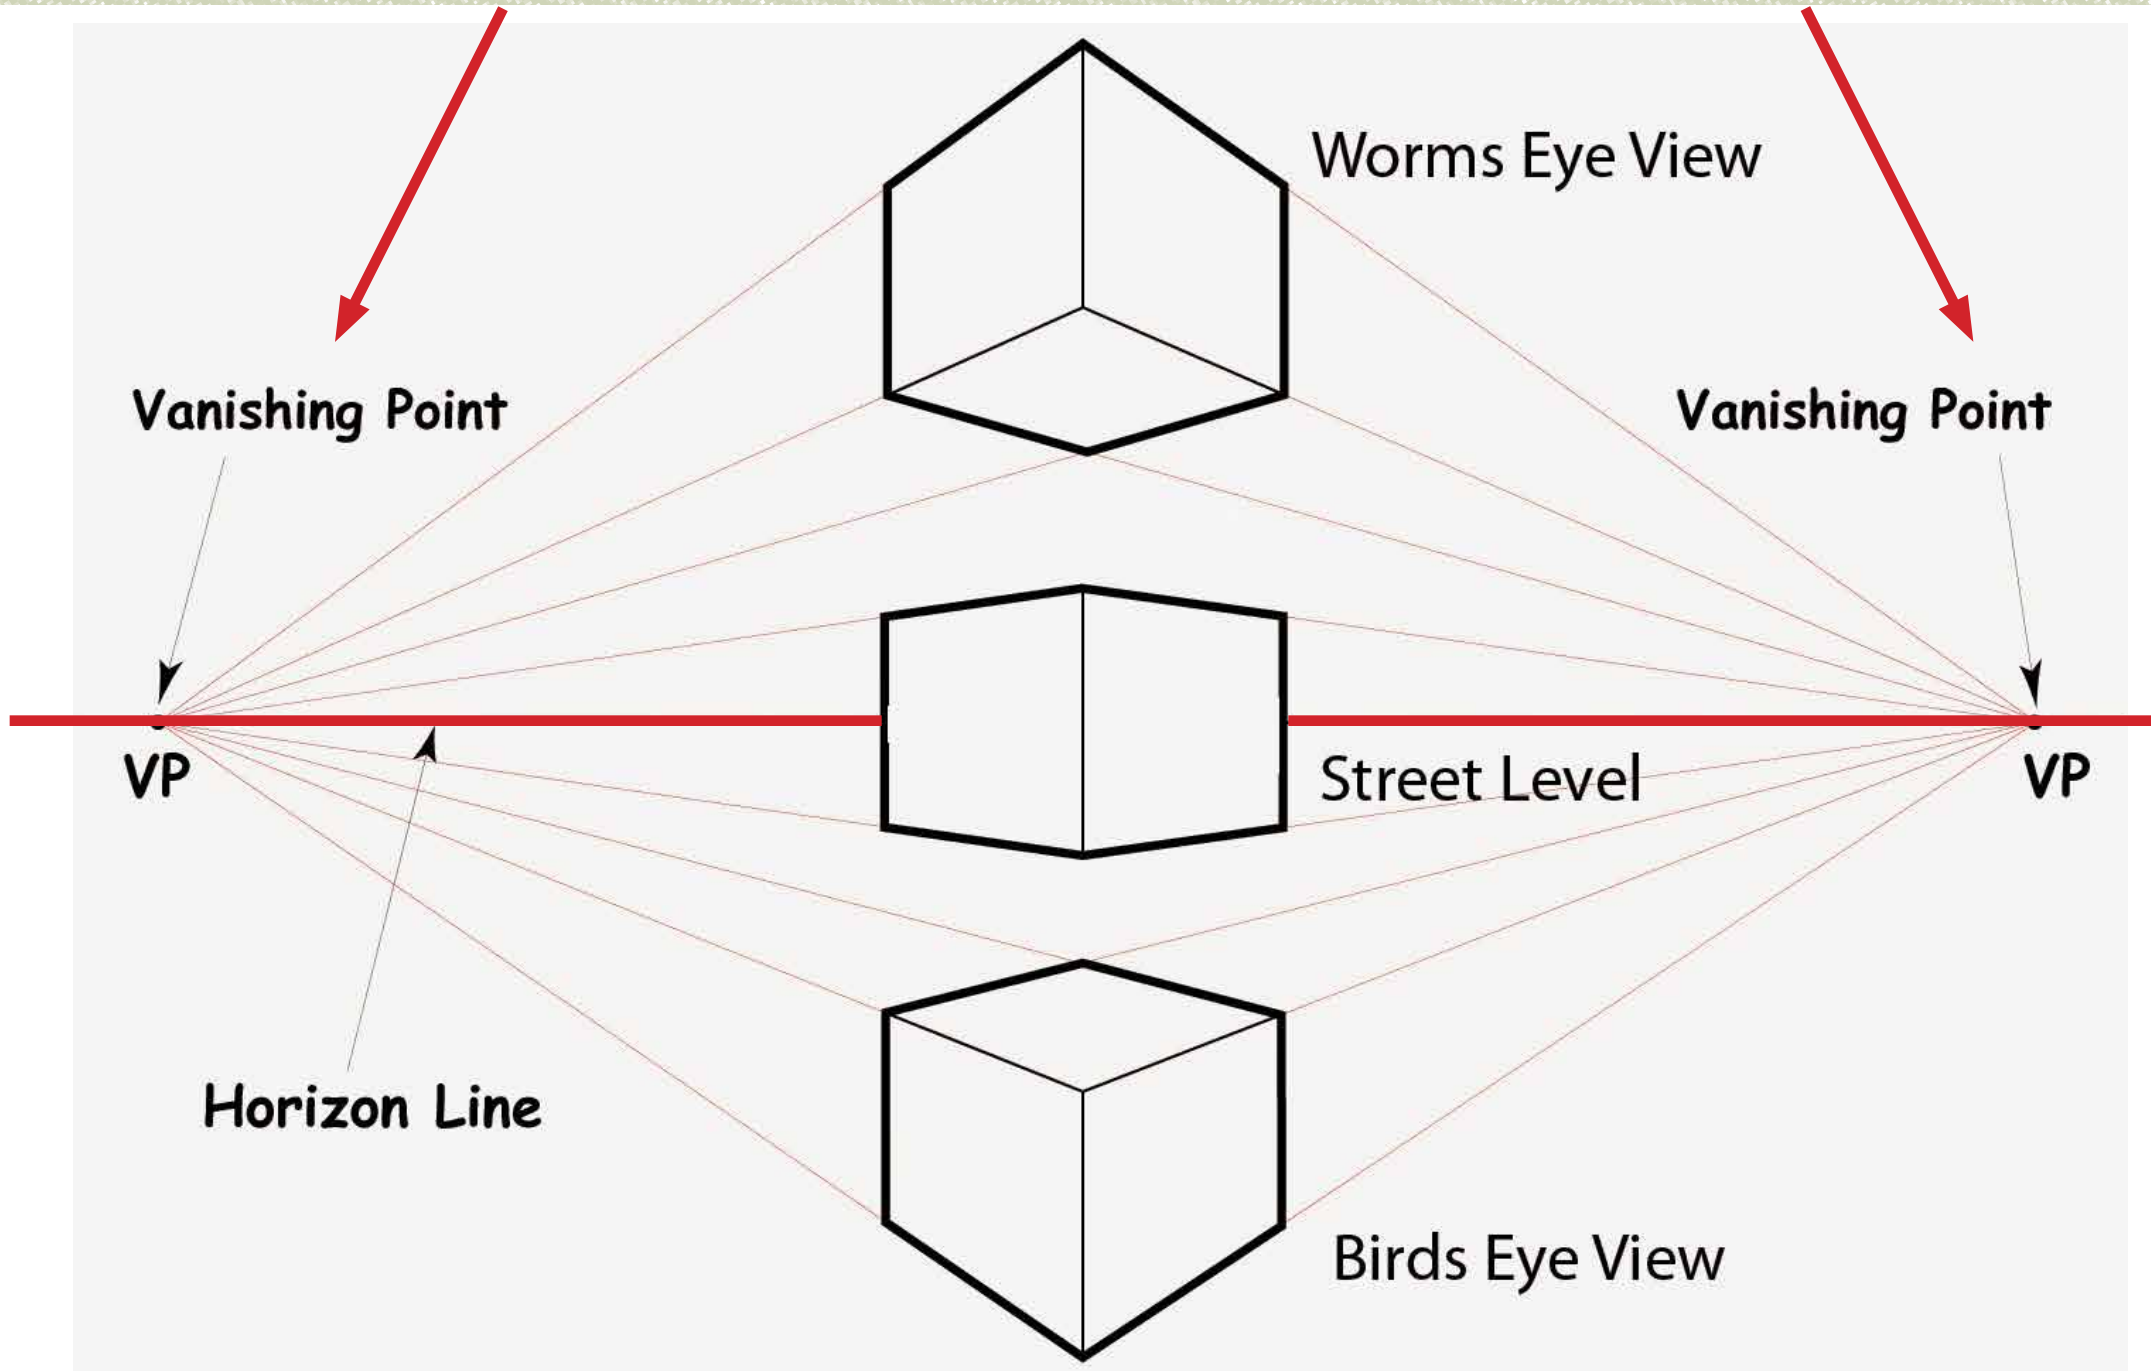 Worms Eye View
Vanishing Point
Vanishing Point
VP
Street Level
VP
Horizon Line
Birds Eye View